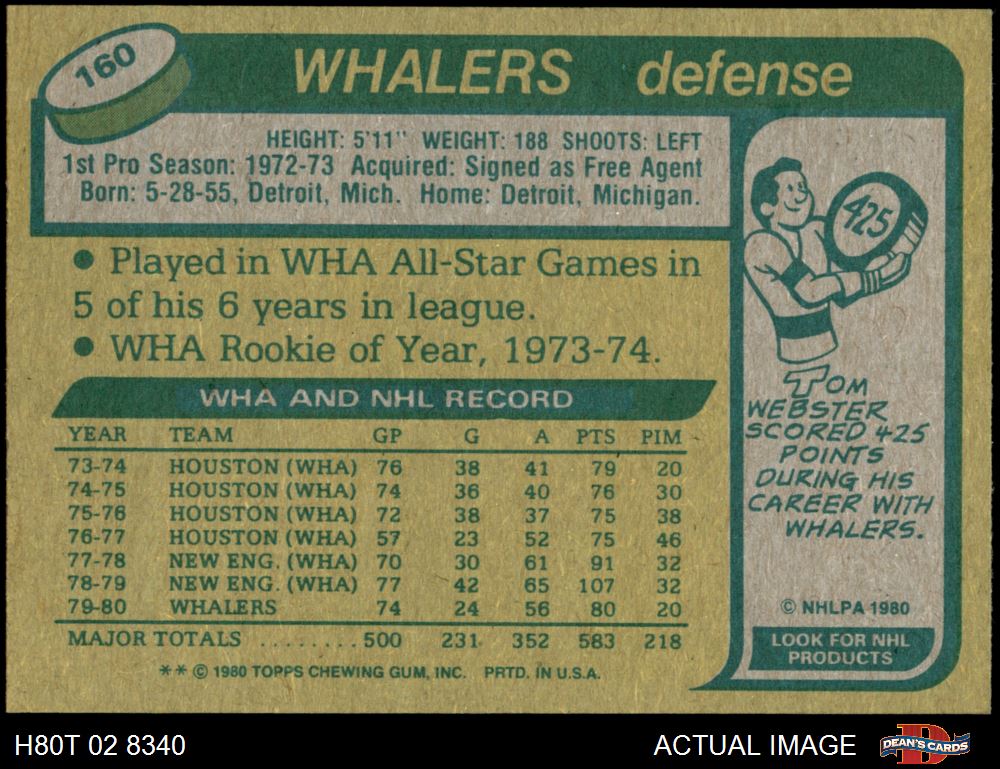 160
WHALERS defense
HEIGHT: 5'11" WEIGHT: 188 SHOOTS: LEFT
1st Pro Season: 1972-73 Acquired: Signed as Free Agent
Born: 5-28-55, Detroit, Mich. Home: Detroit, Michigan.
• Played in WHA All-Star Games in
5 of his 6 years in league.
• WHA Rookie of Year, 1973-74.
WHA AND NHL RECORD
YEAR TEAM GP G A PTS PIM
73-74 HOUSTON (WHA) 76 38 41 79 20
74-75 HOUSTON (WHA) 74 36 40 76 30
75-76 HOUSTON (WHA) 72 38 37 75 38
76-77 HOUSTON (WHA) 57 23 52 75 46
77-78 NEW ENG. (WHA) 70 30 61 91 32
78-79 NEW ENG. (WHA) 77 42 65 107 32
79-80 WHALERS 74 24 56 80 20
MAJOR TOTALS ........ 500 231 352 583 218
** © 1980 TOPPS CHEWING GUM, INC. PRTD. IN U.S.A.
425
TOM
WEBSTER
SCORED 425
POINTS
DURING HIS
CAREER WITH
WHALERS.
© NHLPA 1980
LOOK FOR NHL
PRODUCTS
H80T 02 8340 ACTUAL IMAGE
DEAN'S CARDS